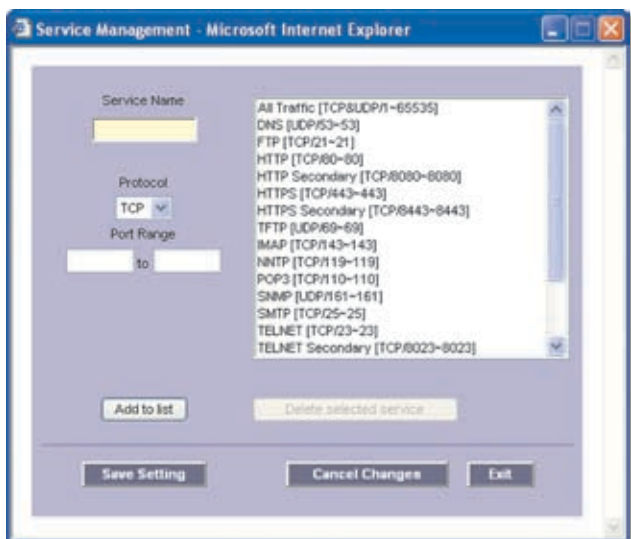 Service Management - Microsoft Internet Explorer
Service Name
Protocol
TCP
Port Range
to
Add to list
All Traffic [TCP&UDP/1~65535]
DNS [UDP/53~53]
FTP [TCP/21~21]
HTTP [TCP/80~80]
HTTP Secondary [TCP/8080~8080]
HTTPS [TCP/443~443]
HTTPS Secondary [TCP/8443~8443]
TFTP [UDP/69~69]
IMAP [TCP/143~143]
NNTP [TCP/119~119]
POP3 [TCP/110~110]
SNMP [UDP/161~161]
SMTP [TCP/25~25]
TELNET [TCP/23~23]
TELNET Secondary [TCP/8023~8023]
Delete selected service
Save Setting
Cancel Changes
Exit